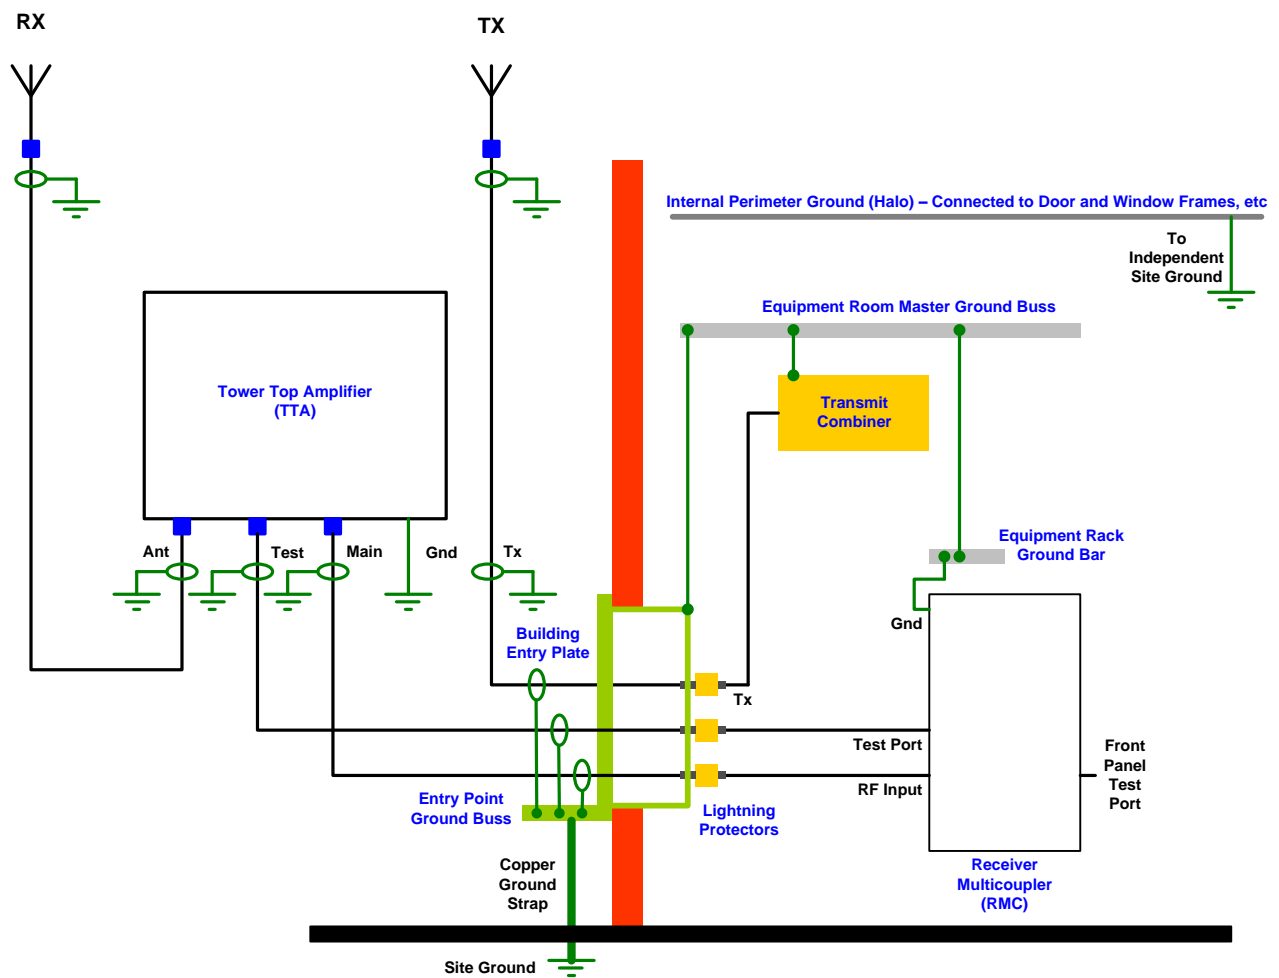 RX
TX
Internal Perimeter Ground (Halo) – Connected to Door and Window Frames, etc
To
Independent
Site Ground
Equipment Room Master Ground Buss
Tower Top Amplifier
(TTA)
Transmit
Combiner
Ant
Test
Main
Gnd
Tx
Equipment Rack
Ground Bar
Gnd
Building
Entry Plate
Tx
Test Port
RF Input
Front
Panel
Test
Port
Entry Point
Ground Buss
Lightning
Protectors
Copper
Ground
Strap
Receiver
Multicoupler
(RMC)
Site Ground